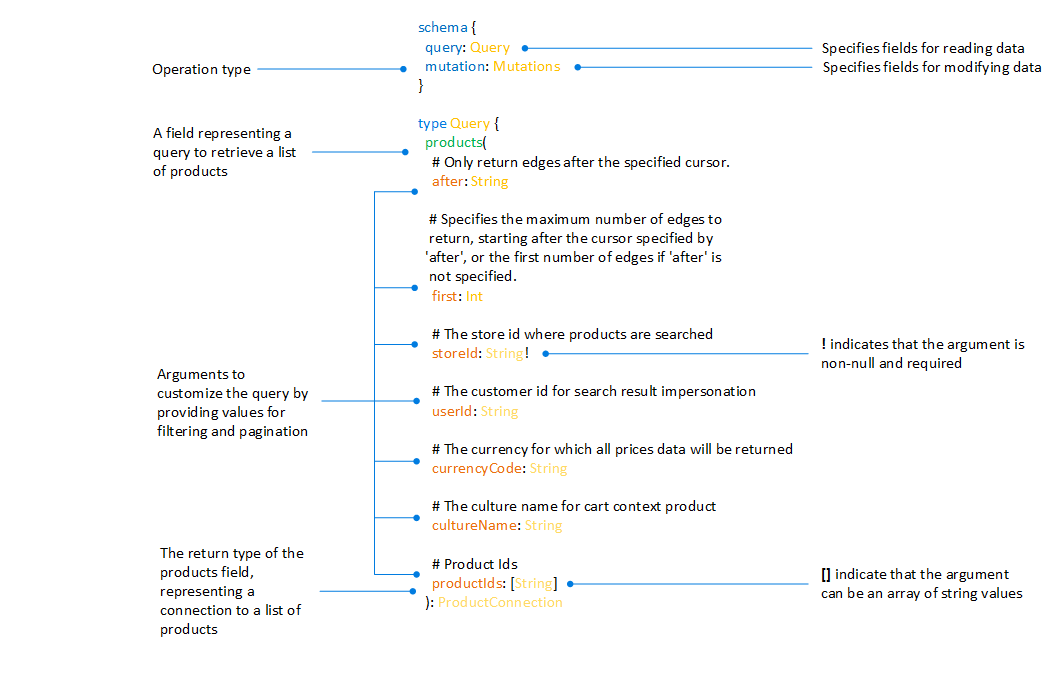 schema {
query: Query
Specifies fields for reading data
Operation type
mutation: Mutations
Specifies fields for modifying data
}
type Query {
A field representing a
query to retrieve a list
of products
products(
# Only return edges after the specified cursor.
after: String
# Specifies the maximum number of edges to
return, starting after the cursor specified by
'after', or the first number of edges if 'after' is
not specified.
first: Int
# The store id where products are searched
storeId: String!
! indicates that the argument is
non-null and required
Arguments to
customize the query by
providing values for
filtering and pagination
# The customer id for search result impersonation
userId: String
# The currency for which all prices data will be returned
currencyCode: String
# The culture name for cart context product
cultureName: String
The return type of the
products field,
representing a
connection to a list of
products
# Product Ids
productIds: [String]
[] indicate that the argument
can be an array of string values
): ProductConnection